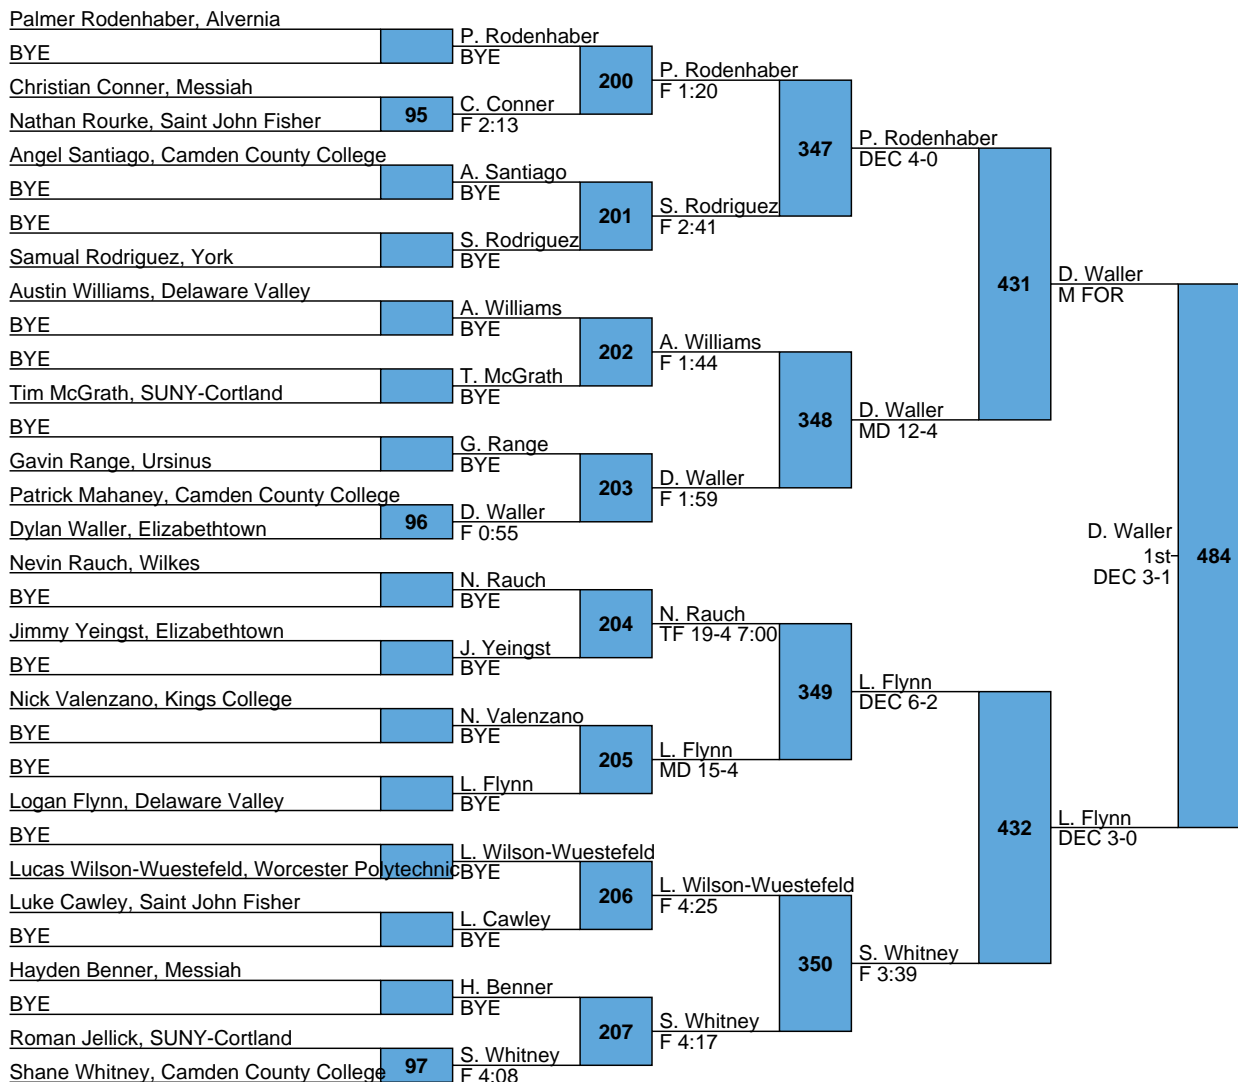 Palmer Rodenhaber, Alvernia
BYE
Christian Conner, Messiah
Nathan Rourke, Saint John Fisher
Angel Santiago, Camden County College
BYE
BYE
Samual Rodriguez, York
Austin Williams, Delaware Valley
BYE
BYE
Tim McGrath, SUNY-Cortland
BYE
Gavin Range, Ursinus
Patrick Mahaney, Camden County College
Dylan Waller, Elizabethtown
Nevin Rauch, Wilkes
BYE
Jimmy Yeingst, Elizabethtown
BYE
Nick Valenzano, Kings College
BYE
BYE
Logan Flynn, Delaware Valley
BYE
Lucas Wilson-Wuestefeld, Worcester Polytechnic
Luke Cawley, Saint John Fisher
BYE
Hayden Benner, Messiah
BYE
Roman Jellick, SUNY-Cortland
Shane Whitney, Camden County College
95
96
97
P. Rodenhaber
BYE
C. Conner
F 2:13
A. Santiago
BYE
S. Rodriguez
BYE
A. Williams
BYE
T. McGrath
BYE
G. Range
BYE
D. Waller
F 0:55
N. Rauch
BYE
J. Yeingst
BYE
N. Valenzano
BYE
L. Flynn
BYE
L. Wilson-Wuestefeld
BYE
L. Cawley
BYE
H. Benner
BYE
S. Whitney
F 4:08
200
201
202
203
204
205
206
207
P. Rodenhaber
F 1:20
S. Rodriguez
F 2:41
A. Williams
F 1:44
D. Waller
F 1:59
N. Rauch
TF 19-4 7:00
L. Flynn
MD 15-4
L. Wilson-Wuestefeld
F 4:25
S. Whitney
F 4:17
347
348
349
350
P. Rodenhaber
DEC 4-0
D. Waller
MD 12-4
L. Flynn
DEC 6-2
S. Whitney
F 3:39
431
432
D. Waller
M FOR
L. Flynn
DEC 3-0
D. Waller
1st
DEC 3-1
484